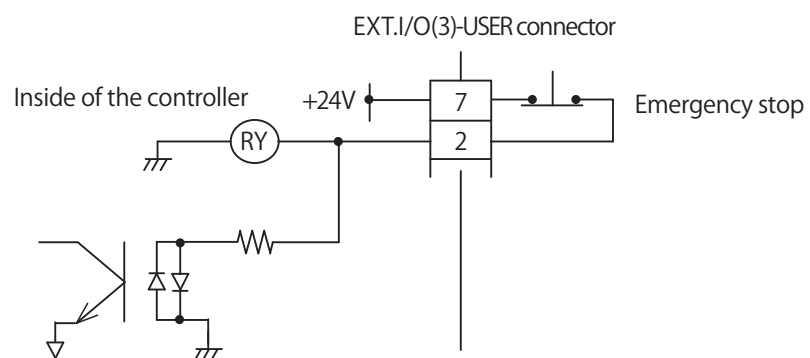 EXT.I/O(3)-USER connector
Inside of the controller
+24V
7
Emergency stop
RY
2